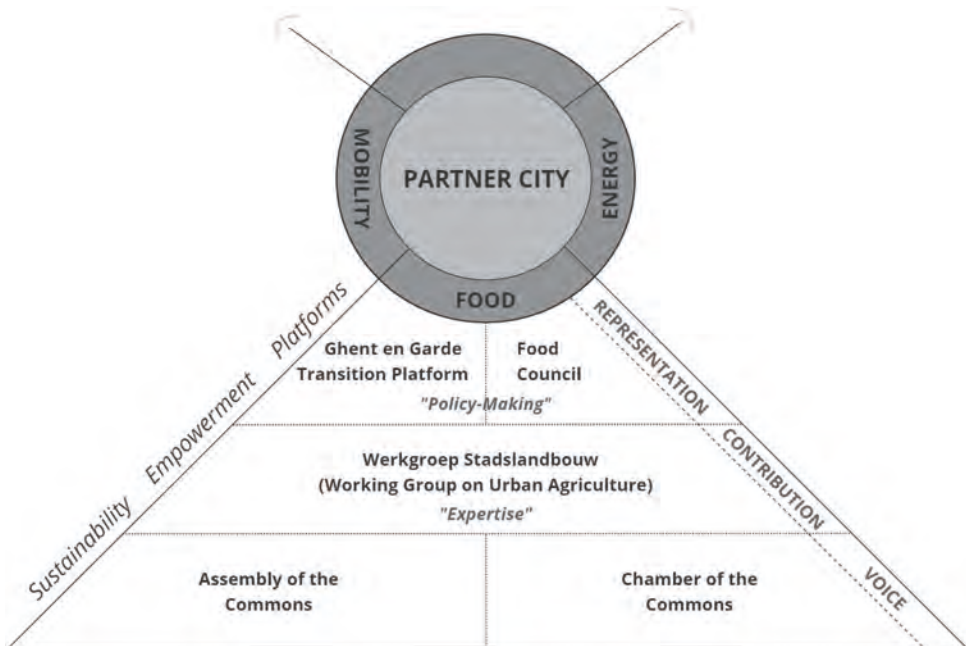 MOBILITY
PARTNER CITY
ENERGY
FOOD
Sustainability Empowerment Platforms
REPRESENTATION
CONTRIBUTION
VOICE
Ghent en Garde
Transition Platform
Food
Council
"Policy-Making"
Werkgroep Stadslandbouw
(Working Group on Urban Agriculture)
"Expertise"
Assembly of the
Commons
Chamber of the
Commons